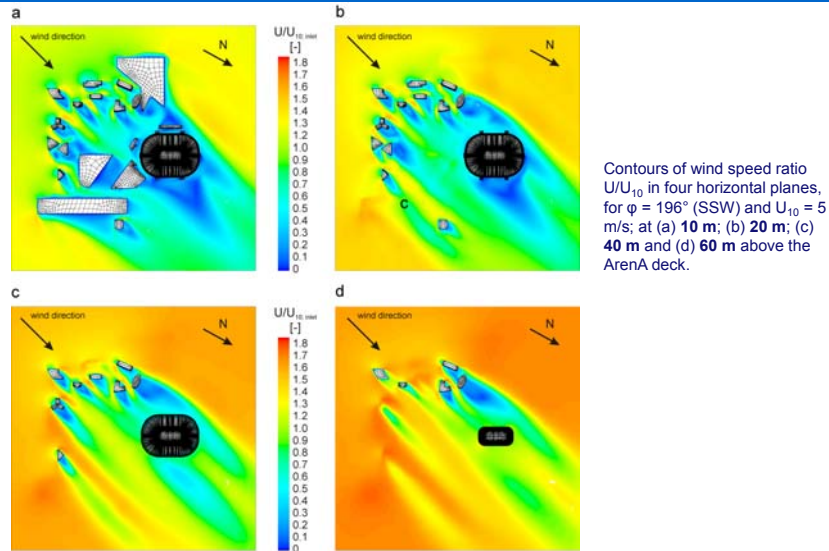 a
wind direction
N
U/U10, inlet
[-]
1.8
1.7
1.6
1.5
1.4
1.3
1.2
1.1
1.0
0.9
0.8
0.7
0.6
0.5
0.4
0.3
0.2
0.1
0
b
wind direction
N
C
Contours of wind speed ratio
U/U10 in four horizontal planes,
for φ = 196° (SSW) and U10 = 5
m/s; at (a) 10 m; (b) 20 m; (c)
40 m and (d) 60 m above the
ArenA deck.
c
wind direction
N
U/U10, inlet
[-]
1.8
1.7
1.6
1.5
1.4
1.3
1.2
1.1
1.0
0.9
0.8
0.7
0.6
0.5
0.4
0.3
0.2
0.1
0
d
wind direction
N